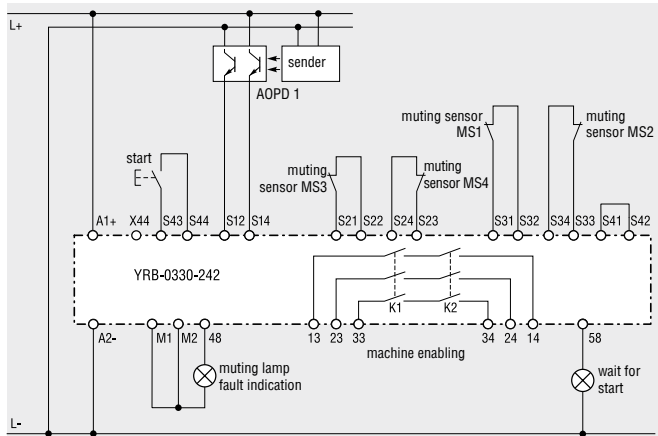 L+
sender
AOPD 1
muting sensor
MS1
muting
sensor MS2
start
muting
sensor MS3
muting
sensor MS4
A1+ X44 S43 S44 S12 S14 S21 S22 S24 S23 S31 S32 S34 S33 S41 S42
YRB-0330-242
K1 K2
A2- M1 M2 48 13 23 33 34 24 14 58
machine enabling
muting lamp
fault indication
wait for
start
L-